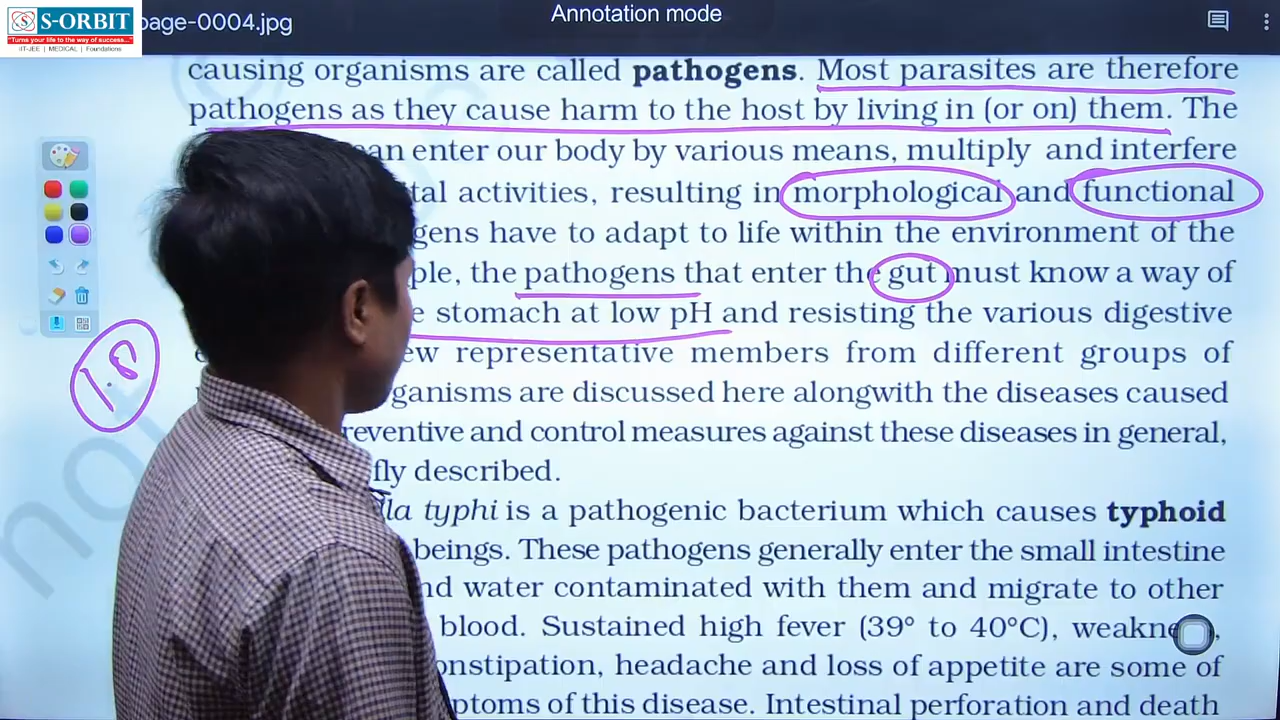 S-ORBIT
"Turns your life to the way of success..."
IIT-JEE | MEDICAL | Foundations
page-0004.jpg
Annotation mode
causing organisms are called pathogens. Most parasites are therefore
pathogens as they cause harm to the host by living in (or on) them. The
an enter our body by various means, multiply and interfere
tal activities, resulting in morphological and functional
gens have to adapt to life within the environment of the
ple, the pathogens that enter the gut must know a way of
e stomach at low pH and resisting the various digestive
ew representative members from different groups of
ganisms are discussed here alongwith the diseases caused
reventive and control measures against these diseases in general,
fly described.
lla typhi is a pathogenic bacterium which causes typhoid
beings. These pathogens generally enter the small intestine
nd water contaminated with them and migrate to other
blood. Sustained high fever (39° to 40°C),
onstipation, headache and loss of appetite are some of
ptoms of this disease. Intestinal perforation and death
1.8
not